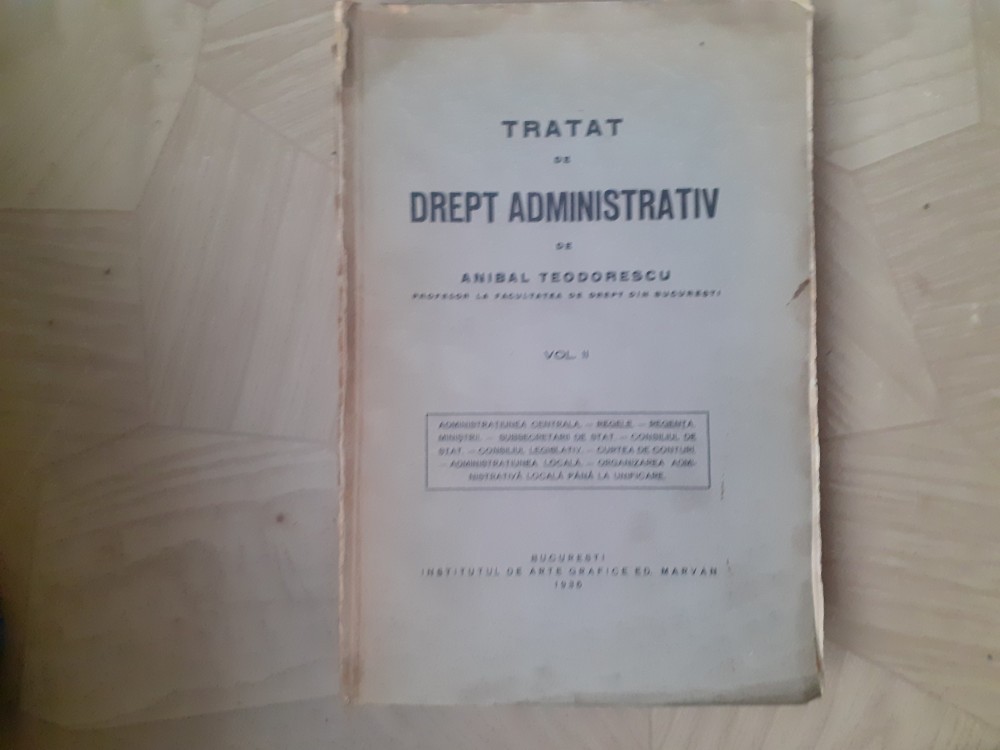 TRATAT
DE
DREPT ADMINISTRATIV
DE
ANIBAL TEODORESCU
PROFESOR LA FACULTATEA DE DREPT DIN BUCUREȘTI
VOL. II
ADMINISTRAȚIUNEA CENTRALĂ. — REGELE. — REGENȚA
MINIȘTRII. — SUBSECRETARII DE STAT. — CONSILIUL DE
STAT. — CONSILIUL LEGISLATIV. — CURTEA DE CONTURI.
— ADMINISTRAȚIUNEA LOCALĂ. — ORGANIZAREA ADMI-
NISTRATIVĂ LOCALĂ PÂNĂ LA UNIFICARE.
BUCUREȘTI
INSTITUTUL DE ARTE GRAFICE ED. MARVAN